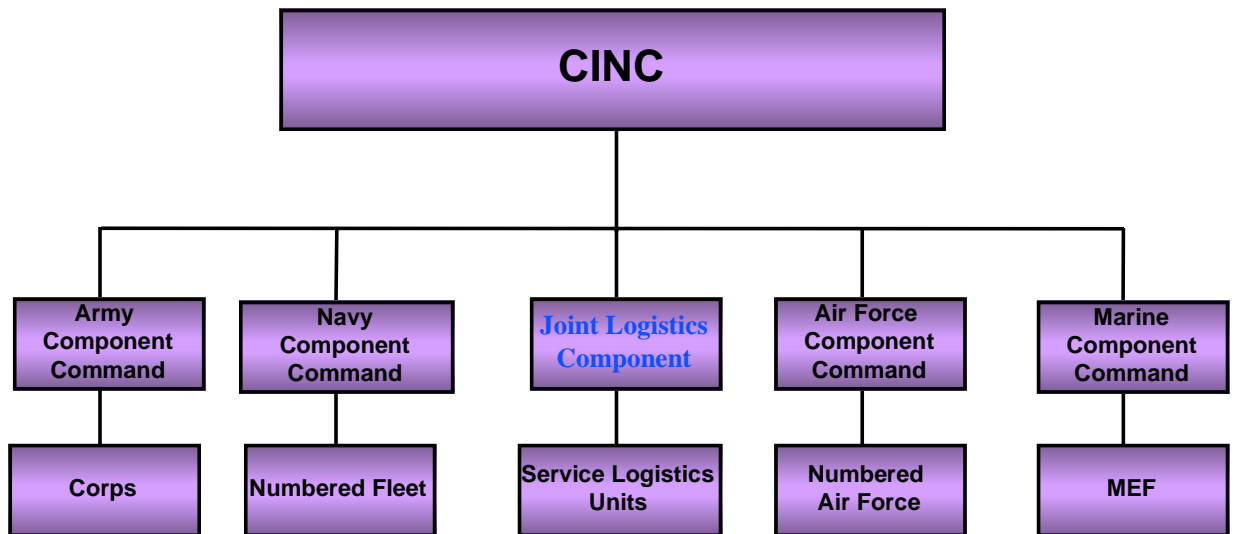 CINC
Army
Component
Command
Navy
Component
Command
Joint Logistics
Component
Air Force
Component
Command
Marine
Component
Command
Corps
Numbered Fleet
Service Logistics
Units
Numbered
Air Force
MEF